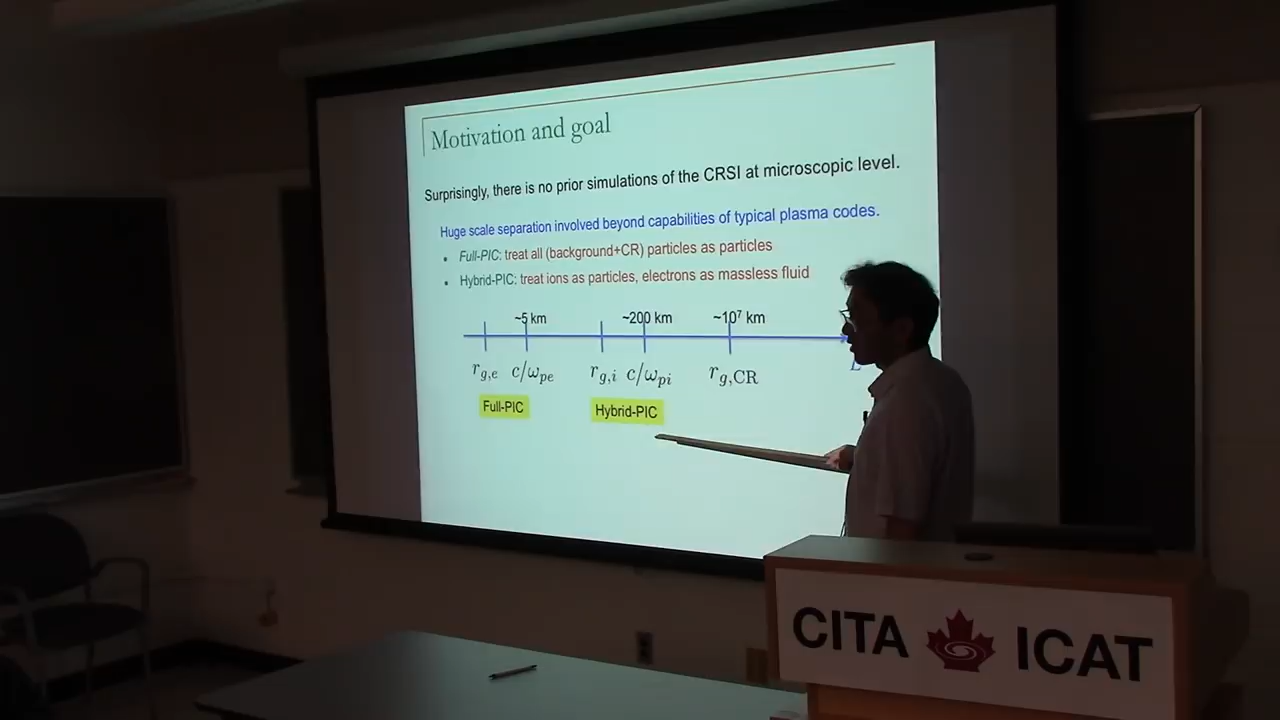 Motivation and goal
Surprisingly, there is no prior simulations of the CRSI at microscopic level.
Huge scale separation involved beyond capabilities of typical plasma codes.
• Full-PIC: treat all (background+CR) particles as particles
• Hybrid-PIC: treat ions as particles, electrons as massless fluid
~5 km ~200 km ~10⁷ km
r_{g,e} c/ω_{pe} r_{g,i} c/ω_{pi} r_{g,CR}
Full-PIC Hybrid-PIC
CITA ICAT